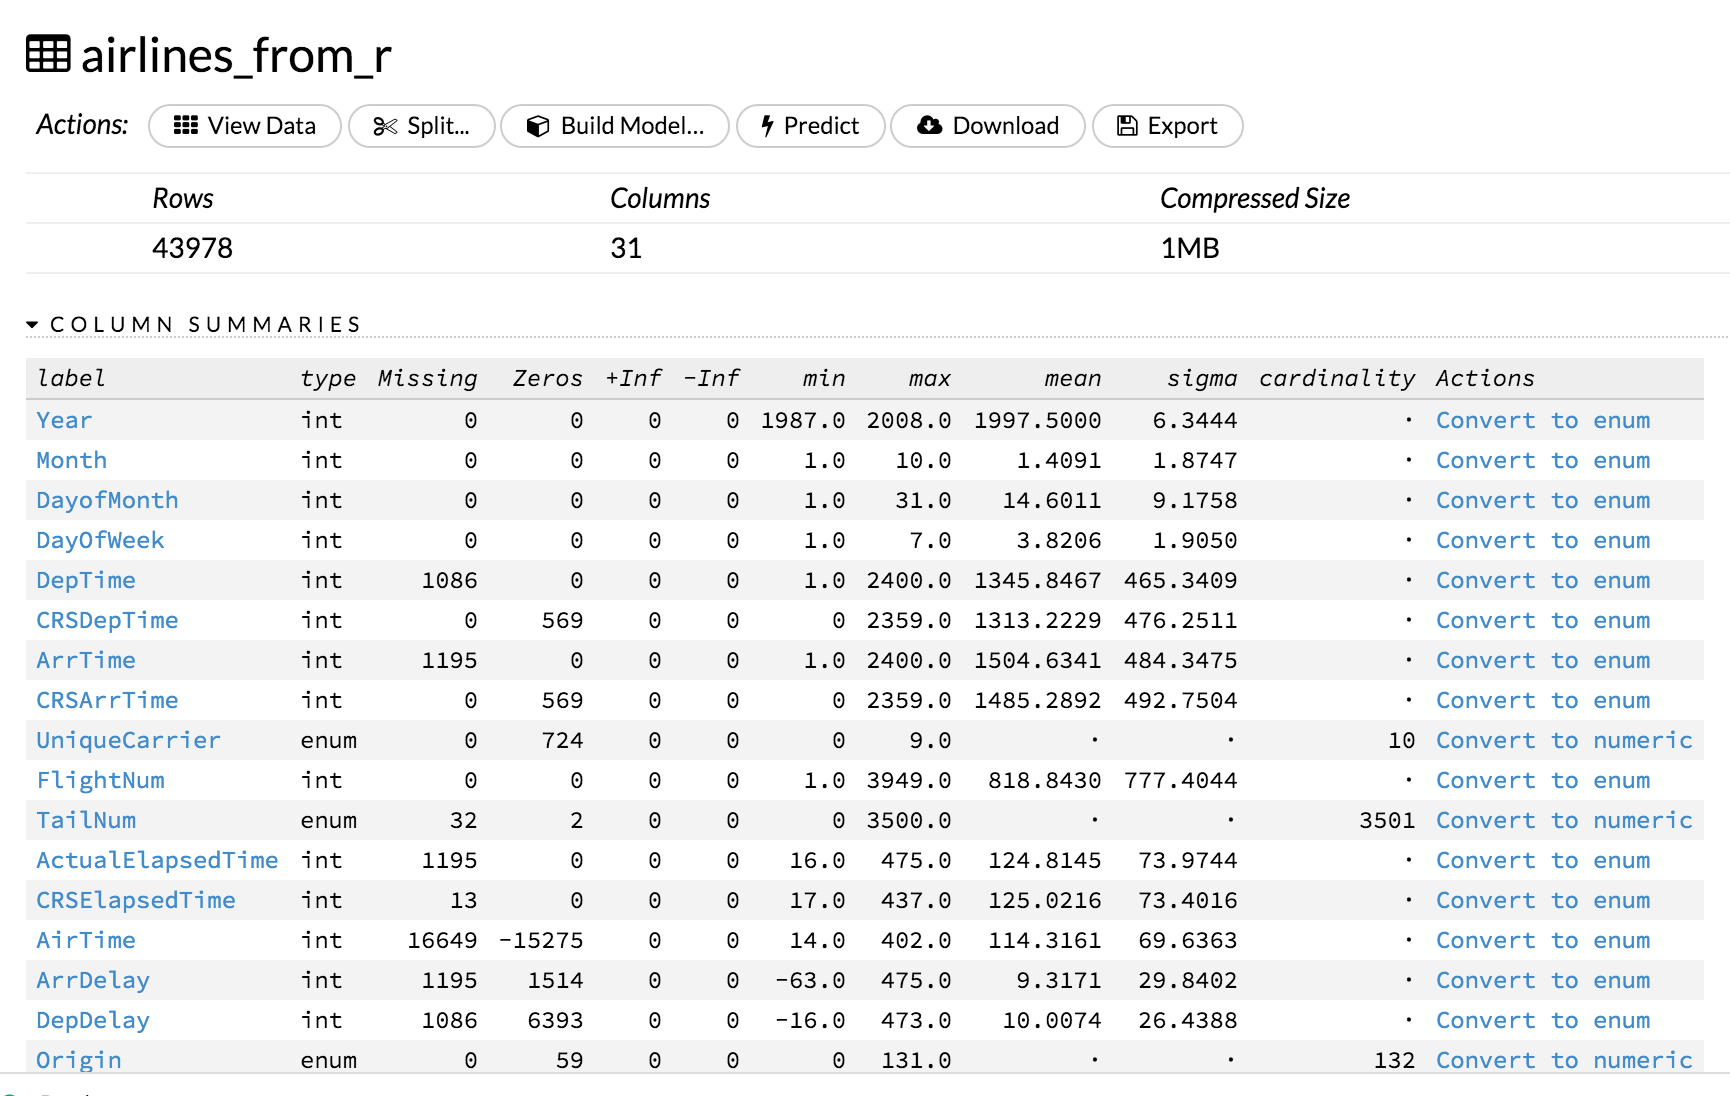 airlines_from_r
Actions: View Data Split... Build Model... Predict Download Export
Rows Columns Compressed Size
43978 31 1MB
COLUMN SUMMARIES
label type Missing Zeros +Inf -Inf min max mean sigma cardinality Actions
Year int 0 0 0 0 1987.0 2008.0 1997.5000 6.3444 · Convert to enum
Month int 0 0 0 0 1.0 10.0 1.4091 1.8747 · Convert to enum
DayofMonth int 0 0 0 0 1.0 31.0 14.6011 9.1758 · Convert to enum
DayOfWeek int 0 0 0 0 1.0 7.0 3.8206 1.9050 · Convert to enum
DepTime int 1086 0 0 0 1.0 2400.0 1345.8467 465.3409 · Convert to enum
CRSDepTime int 0 569 0 0 0 2359.0 1313.2229 476.2511 · Convert to enum
ArrTime int 1195 0 0 0 1.0 2400.0 1504.6341 484.3475 · Convert to enum
CRSArrTime int 0 569 0 0 0 2359.0 1485.2892 492.7504 · Convert to enum
UniqueCarrier enum 0 724 0 0 0 9.0 · · 10 Convert to numeric
FlightNum int 0 0 0 0 1.0 3949.0 818.8430 777.4044 · Convert to enum
TailNum enum 32 2 0 0 0 3500.0 · · 3501 Convert to numeric
ActualElapsedTime int 1195 0 0 0 16.0 475.0 124.8145 73.9744 · Convert to enum
CRSElapsedTime int 13 0 0 0 17.0 437.0 125.0216 73.4016 · Convert to enum
AirTime int 16649 -15275 0 0 14.0 402.0 114.3161 69.6363 · Convert to enum
ArrDelay int 1195 1514 0 0 -63.0 475.0 9.3171 29.8402 · Convert to enum
DepDelay int 1086 6393 0 0 -16.0 473.0 10.0074 26.4388 · Convert to enum
Origin enum 0 59 0 0 0 131.0 · · 132 Convert to numeric